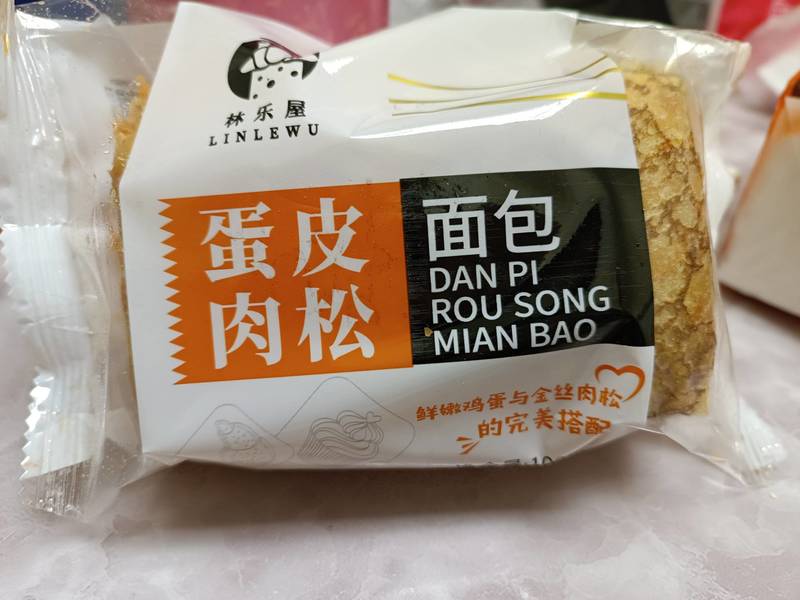 林乐屋
LINLEWU
蛋皮
肉松
面包
DAN PI
ROU SONG
MIAN BAO
鲜嫩鸡蛋与金丝肉松
的完美搭配